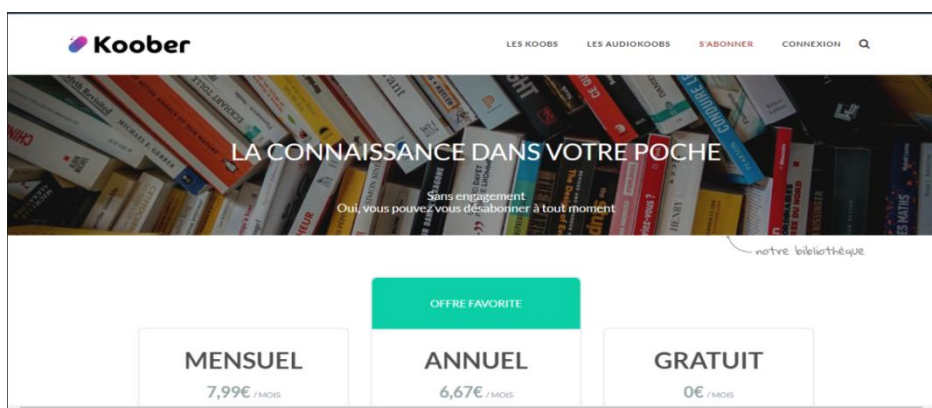 Koober
LES KOOBS LES AUDIOKOOBS S'ABONNER CONNEXION
LA CONNAISSANCE DANS VOTRE POCHE
Sans engagement
Oui, vous pouvez vous désabonner à tout moment
notre bibliothèque
OFFRE FAVORITE
MENSUEL ANNUEL GRATUIT
7,99€ / MOIS 6,67€ / MOIS 0€ / MOIS